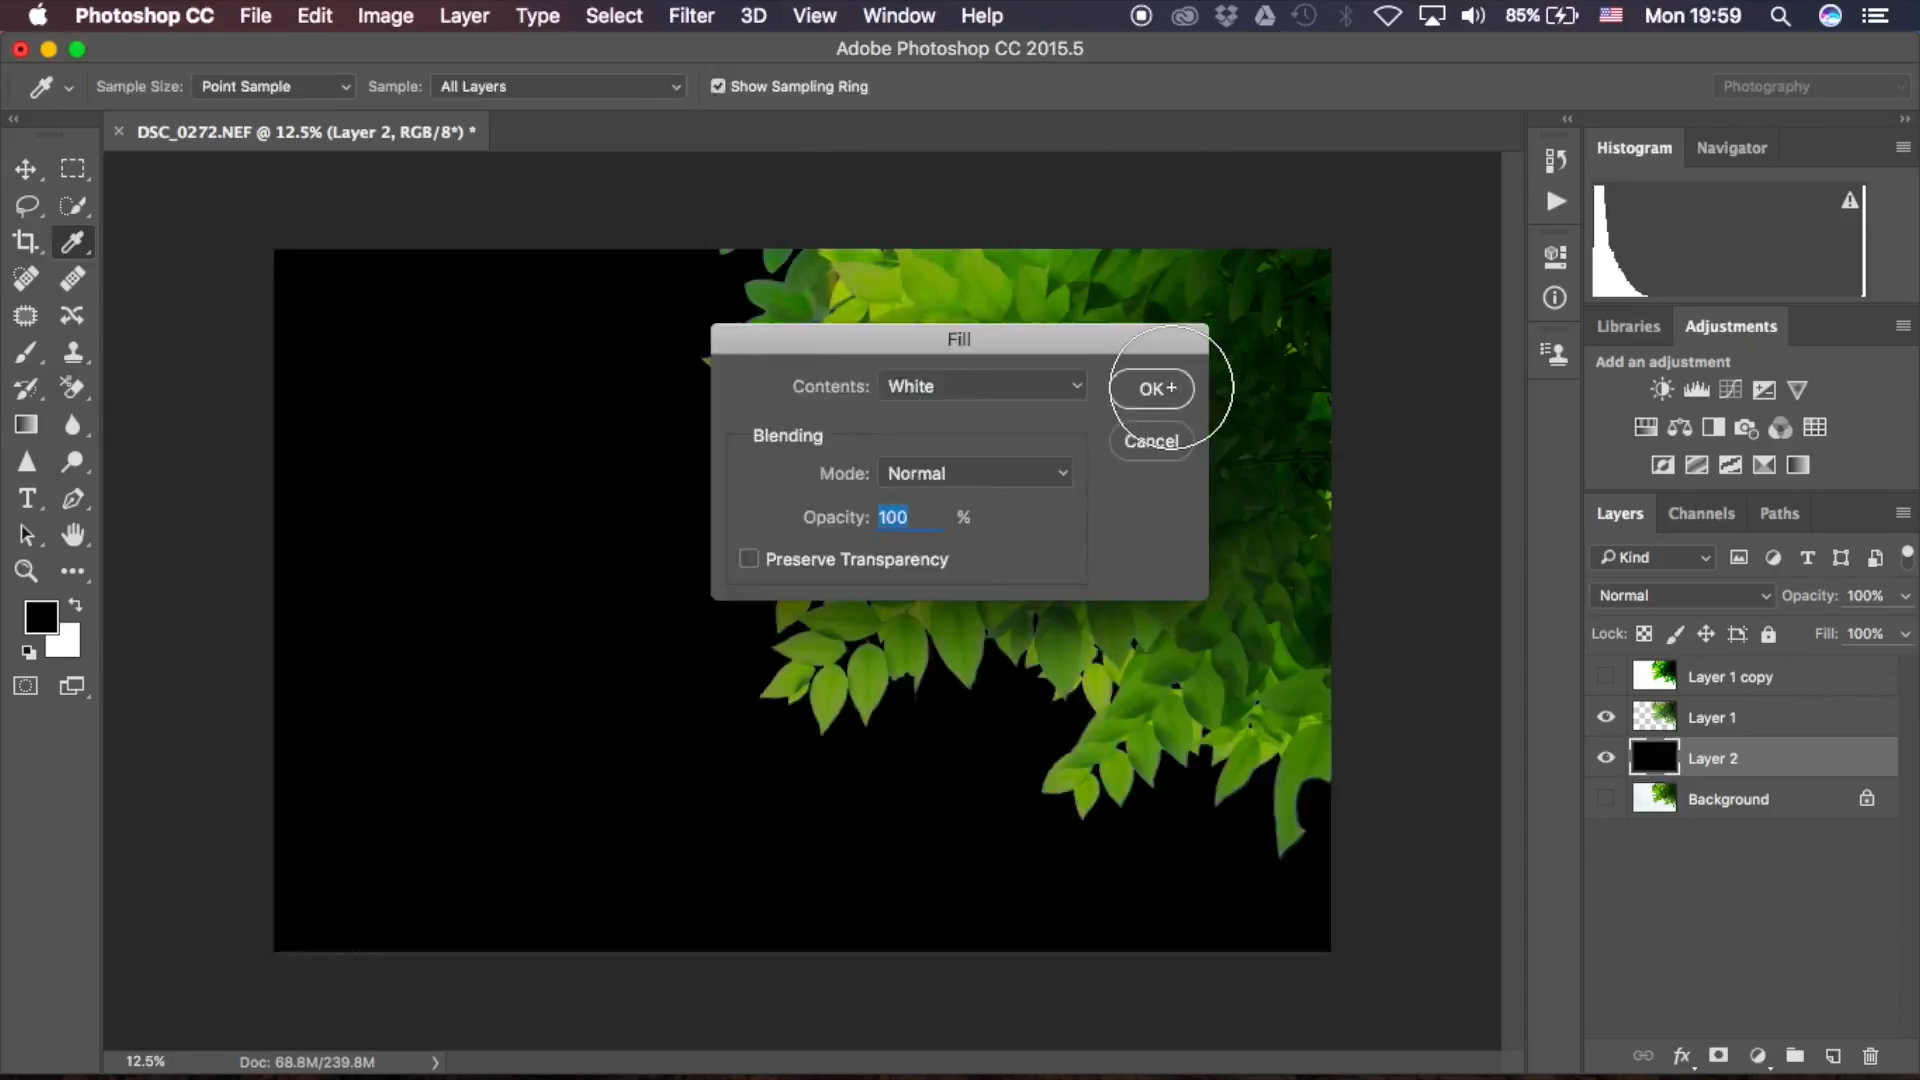 Photoshop CC File Edit Image Layer Type Select Filter 3D View Window Help 85% Mon 19:59
Adobe Photoshop CC 2015.5
Sample Size: Point Sample Sample: All Layers Show Sampling Ring Photography
DSC_0272.NEF @ 12.5% (Layer 2, RGB/8*) *
Histogram Navigator
Fill
Contents: White OK
Blending Cancel
Mode: Normal
Opacity: 100 %
Preserve Transparency
Libraries Adjustments
Add an adjustment
Layers Channels Paths
Kind
Normal Opacity: 100%
Lock: Fill: 100%
Layer 1 copy
Layer 1
Layer 2
Background
fx
12.5% Doc: 68.8M/239.8M